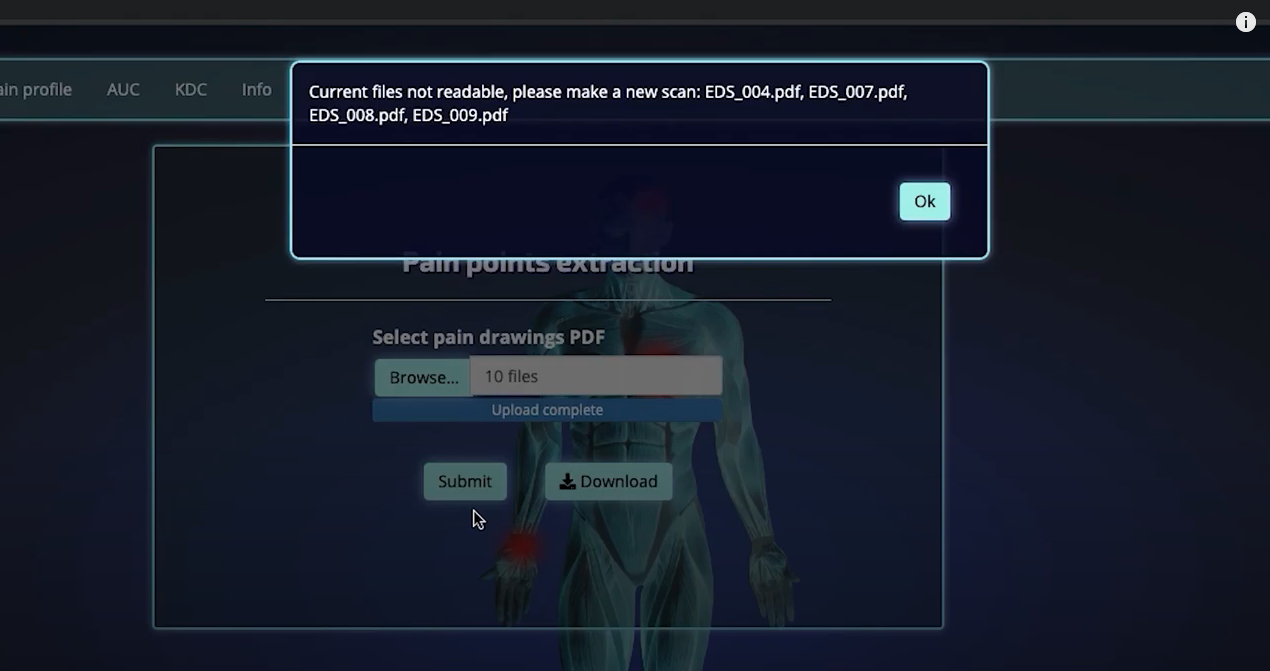 ain profile AUC KDC Info
Current files not readable, please make a new scan: EDS_004.pdf, EDS_007.pdf,
EDS_008.pdf, EDS_009.pdf
Ok
Pain points extraction
Select pain drawings PDF
Browse... 10 files
Upload complete
Submit Download